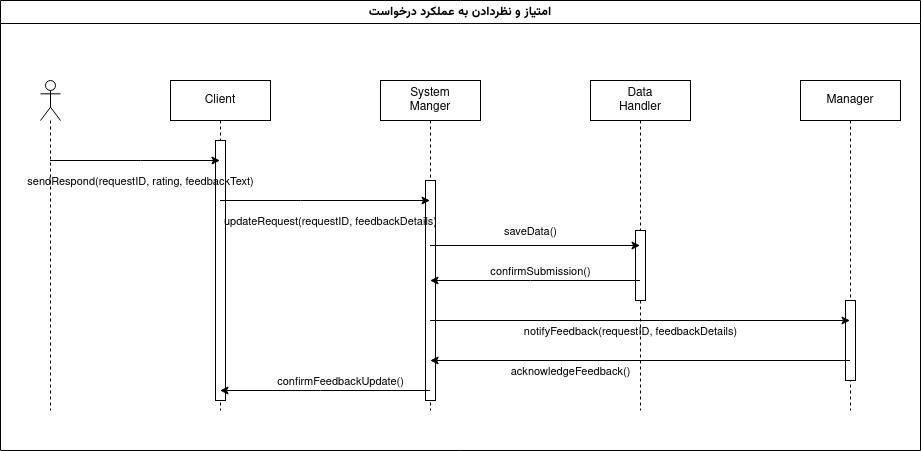 امتیاز و نظردادن به عملکرد درخواست
Client
System
Manger
Data
Handler
Manager
sendRespond(requestID, rating, feedbackText)
updateRequest(requestID, feedbackDetails)
saveData()
confirmSubmission()
notifyFeedback(requestID, feedbackDetails)
acknowledgeFeedback()
confirmFeedbackUpdate()